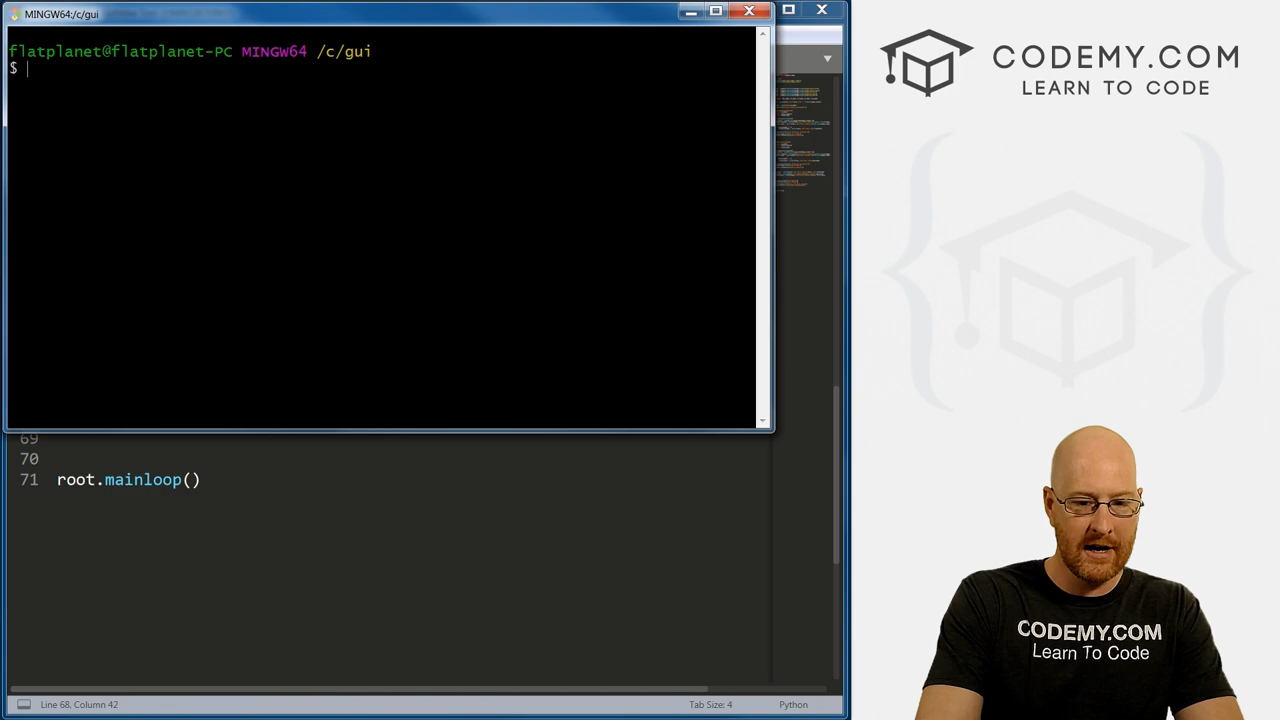 MINGW64:/c/gui
flatplanet@flatplanet-PC MINGW64 /c/gui
$
69
70
71 root.mainloop()
Line 68, Column 42
Tab Size: 4
Python
CODEMY.COM
LEARN TO CODE
CODEMY.COM
Learn To Code